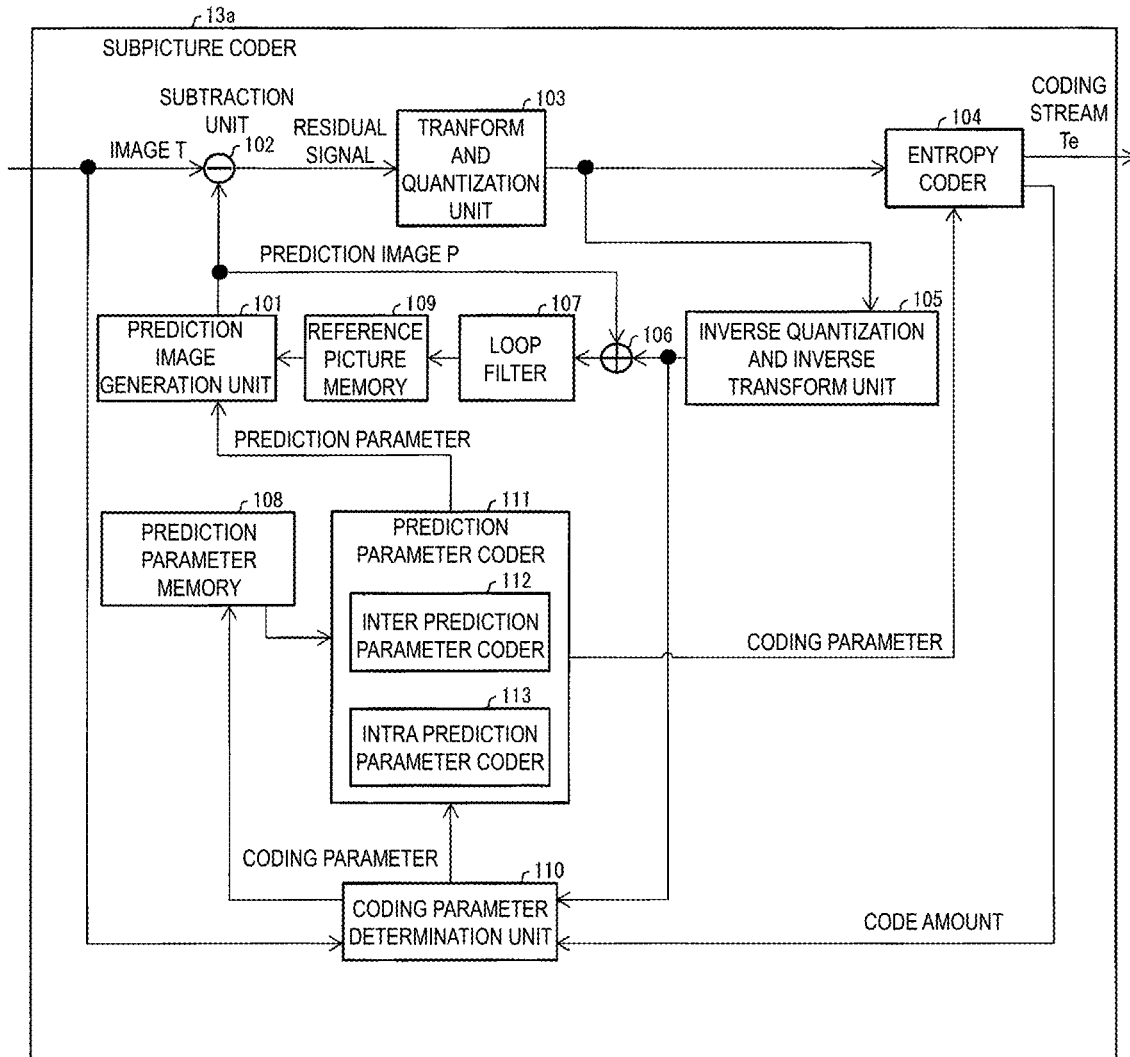 13a
SUBPICTURE CODER
SUBTRACTION
UNIT
102
IMAGE T
RESIDUAL
SIGNAL
103
TRANFORM
AND
QUANTIZATION
UNIT
104
ENTROPY
CODER
CODING
STREAM
Te
PREDICTION IMAGE P
101
PREDICTION
IMAGE
GENERATION UNIT
109
REFERENCE
PICTURE
MEMORY
107
LOOP
FILTER
106
105
INVERSE QUANTIZATION
AND INVERSE
TRANSFORM UNIT
PREDICTION PARAMETER
108
PREDICTION
PARAMETER
MEMORY
111
PREDICTION
PARAMETER CODER
112
INTER PREDICTION
PARAMETER CODER
113
INTRA PREDICTION
PARAMETER CODER
CODING PARAMETER
CODING PARAMETER
110
CODING PARAMETER
DETERMINATION UNIT
CODE AMOUNT